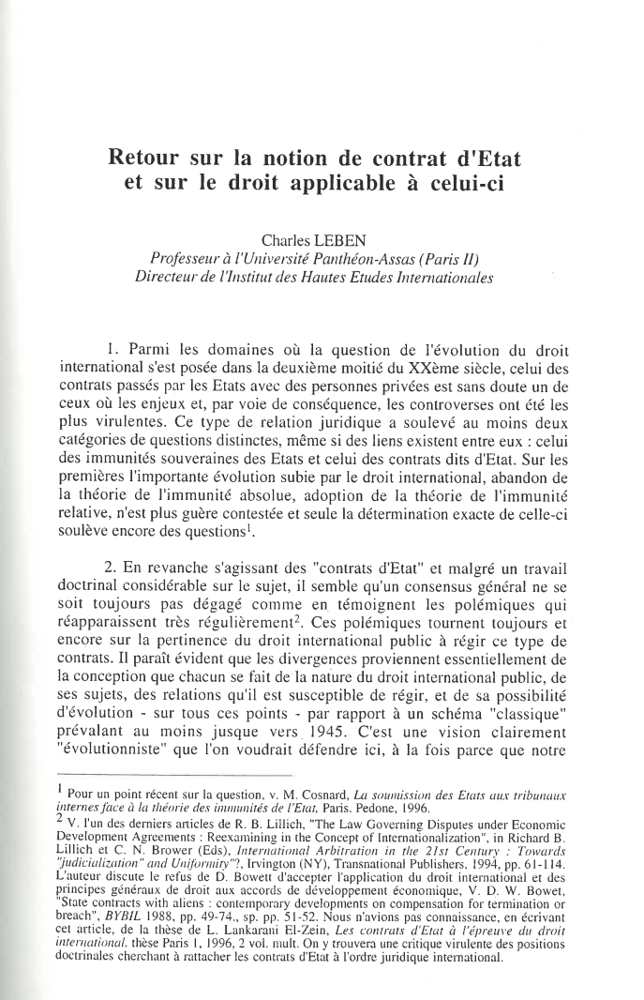 Retour sur la notion de contrat d'Etat
et sur le droit applicable à celui-ci
Charles LEBEN
Professeur à l'Université Panthéon-Assas (Paris II)
Directeur de l'Institut des Hautes Etudes Internationales
1. Parmi les domaines où la question de l'évolution du droit
international s'est posée dans la deuxième moitié du XXème siècle, celui des
contrats passés par les Etats avec des personnes privées est sans doute un de
ceux où les enjeux et, par voie de conséquence, les controverses ont été les
plus virulentes. Ce type de relation juridique a soulevé au moins deux
catégories de questions distinctes, même si des liens existent entre eux : celui
des immunités souveraines des Etats et celui des contrats dits d'Etat. Sur les
premières l'importante évolution subie par le droit international, abandon de
la théorie de l'immunité absolue, adoption de la théorie de l'immunité
relative, n'est plus guère contestée et seule la détermination exacte de celle-ci
soulève encore des questions1.
2. En revanche s'agissant des "contrats d'Etat" et malgré un travail
doctrinal considérable sur le sujet, il semble qu'un consensus général ne se
soit toujours pas dégagé comme en témoignent les polémiques qui
réapparaissent très régulièrement2. Ces polémiques tournent toujours et
encore sur la pertinence du droit international public à régir ce type de
contrats. Il paraît évident que les divergences proviennent essentiellement de
la conception que chacun se fait de la nature du droit international public, de
ses sujets, des relations qu'il est susceptible de régir, et de sa possibilité
d'évolution - sur tous ces points - par rapport à un schéma "classique"
prévalant au moins jusque vers 1945. C'est une vision clairement
"évolutionniste" que l'on voudrait défendre ici, à la fois parce que notre
1 Pour un point récent sur la question, v. M. Cosnard, La soumission des Etats aux tribunaux
internes face à la théorie des immunités de l'Etat, Paris. Pedone, 1996.
2 V. l'un des derniers articles de R. B. Lillich, "The Law Governing Disputes under Economic
Development Agreements : Reexamining in the Concept of Internationalization", in Richard B.
Lillich et C. N. Brower (Eds), International Arbitration in the 21st Century : Towards
"judicialization" and Uniformity"?, Irvington (NY), Transnational Publishers, 1994, pp. 61-114.
L'auteur discute le refus de D. Bowett d'accepter l'application du droit international et des
principes généraux de droit aux accords de développement économique, V. D. W. Bowet,
"State contracts with aliens : contemporary developments on compensation for termination or
breach", BYBIL 1988, pp. 49-74., sp. pp. 51-52. Nous n'avions pas connaissance, en écrivant
cet article, de la thèse de L. Lankarani El-Zein, Les contrats d'Etat à l'épreuve du droit
international, thèse Paris 1, 1996, 2 vol. mult. On y trouvera une critique virulente des positions
doctrinales cherchant à rattacher les contrats d'Etat à l'ordre juridique international.